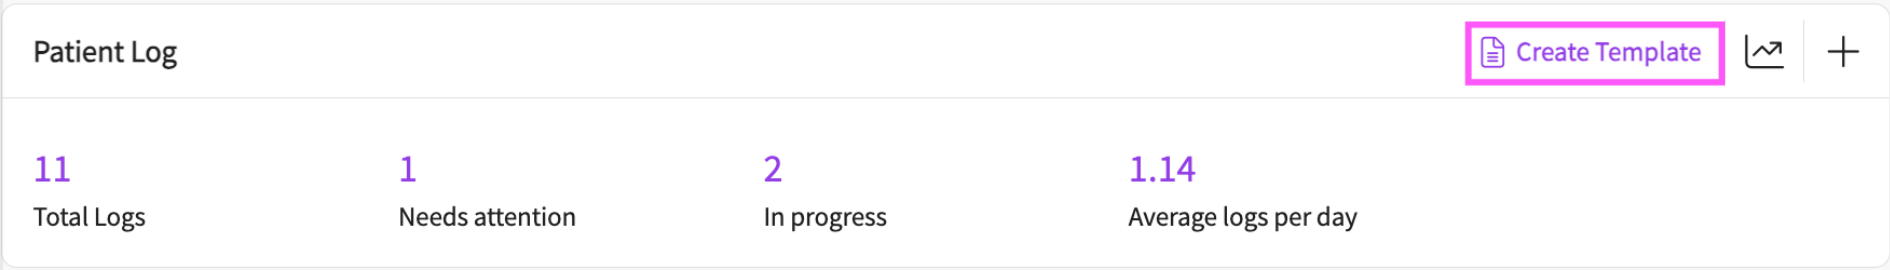 Patient Log
Create Template
11
Total Logs
1
Needs attention
2
In progress
1.14
Average logs per day